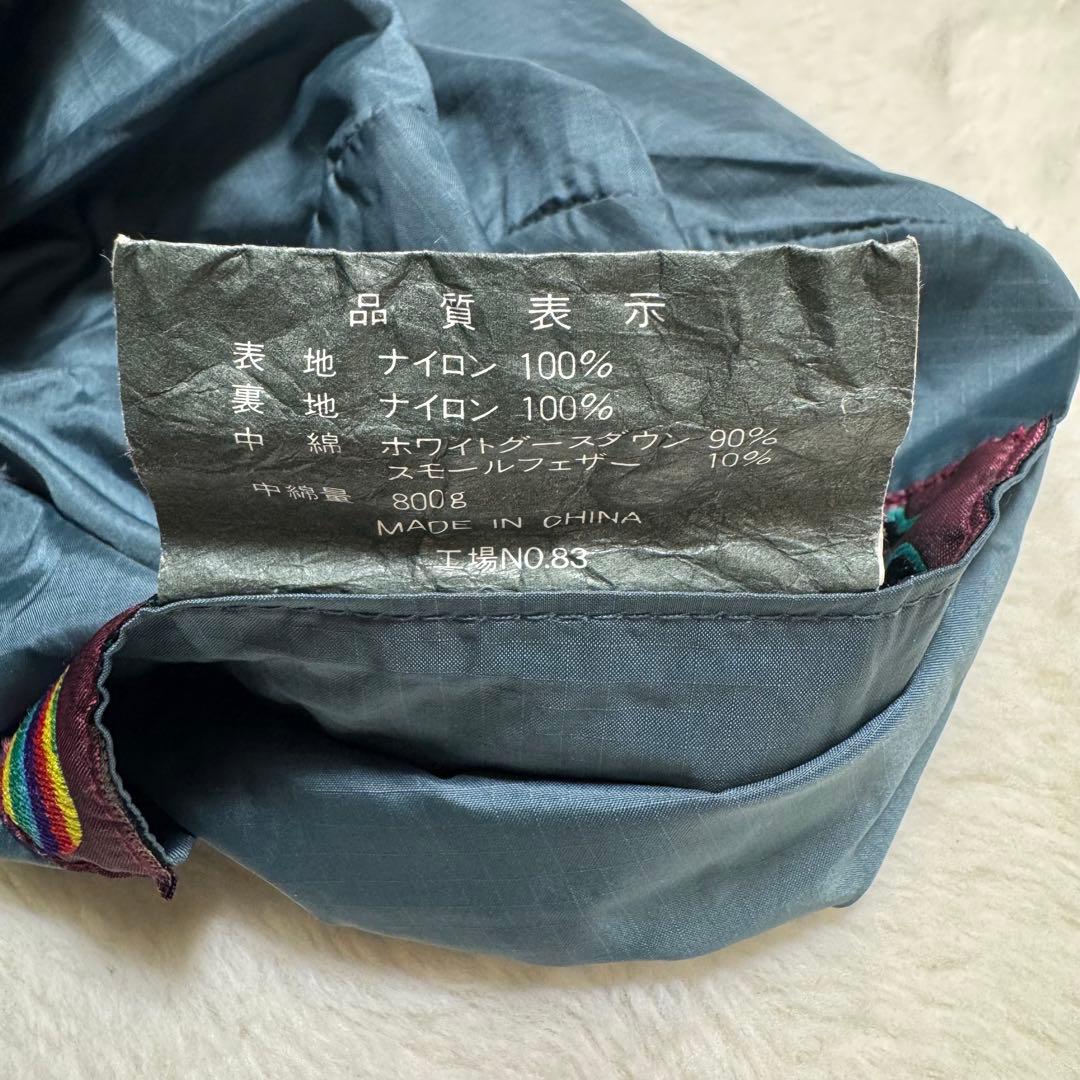 品質表示
表地 ナイロン 100%
裏地 ナイロン 100%
中綿 ホワイトグースダウン 90%
スモールフェザー 10%
中綿量 800g
MADE IN CHINA
工場NO.83